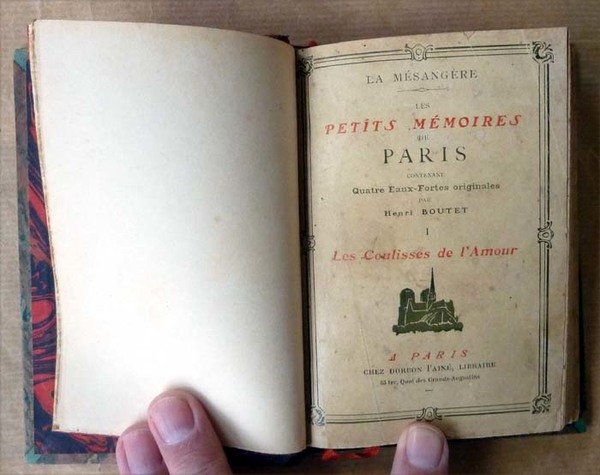 LA MÉSANGÈRE
LES
PETITS MÉMOIRES
DE
PARIS
CONTENANT
Quatre Eaux-Fortes originales
PAR
Henri BOUTET
I
Les Coulisses de l'Amour
A PARIS
CHEZ DORBON l'AINÉ, LIBRAIRE
53 ter, Quai des Grands-Augustins